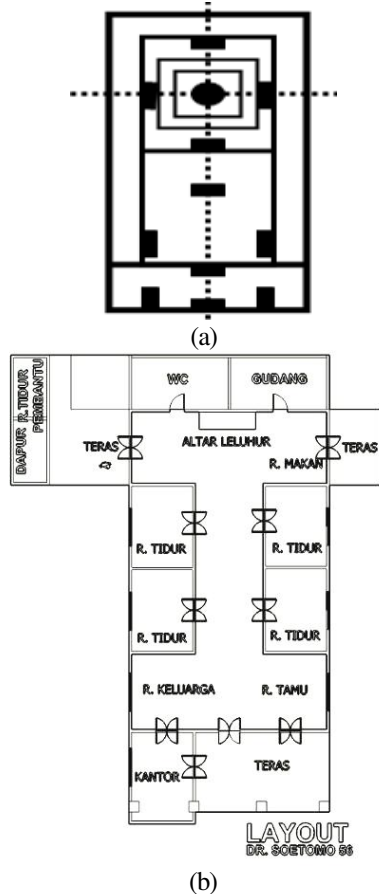 (a)
WC GUDANG
DAPUR R.TIDUR
PEMBANTU
TERAS ALTAR LELUHUR TERAS
R. MAKAN
R. TIDUR R. TIDUR
R. TIDUR R. TIDUR
R. KELUARGA R. TAMU
KANTOR TERAS
LAYOUT
DR. SOETOMO 56
(b)